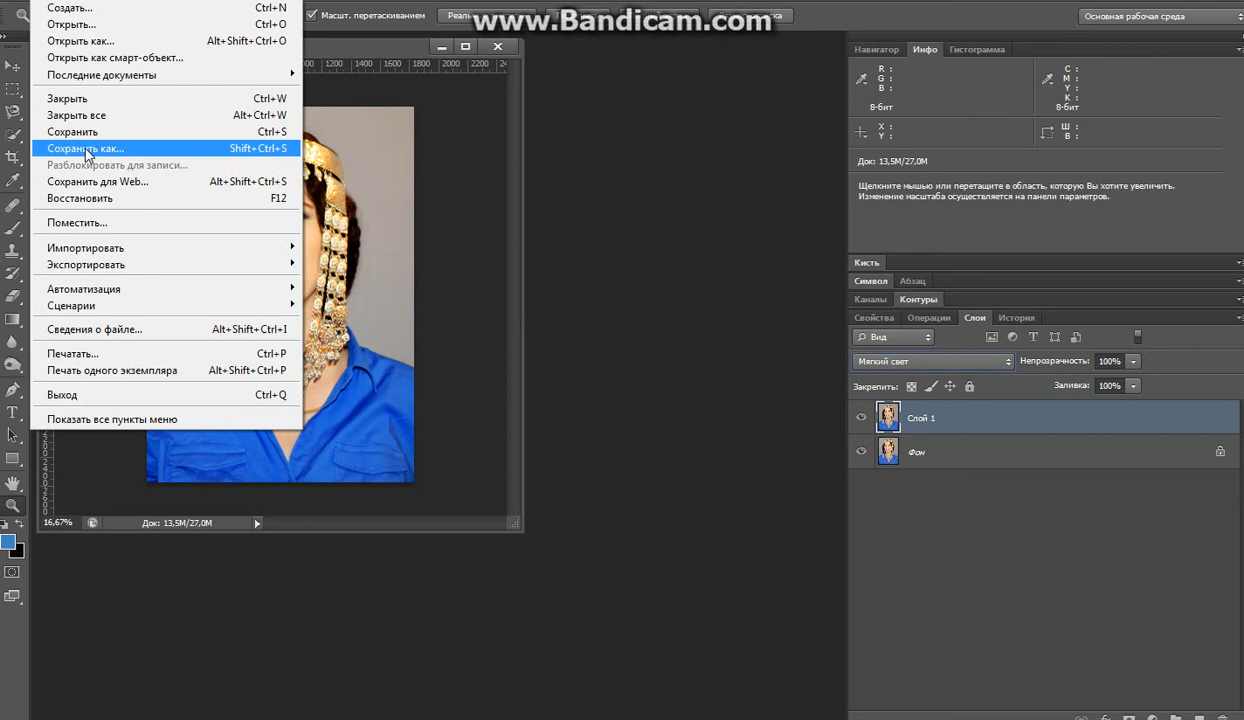 Создать... Ctrl+N
Масшт. перетаскиванием
www.Bandicam.com
Основная рабочая среда
Открыть... Ctrl+O
Открыть как... Alt+Shift+Ctrl+O
Открыть как смарт-объект...
Последние документы
Закрыть Ctrl+W
Закрыть все Alt+Ctrl+W
Сохранить Ctrl+S
Сохранить как... Shift+Ctrl+S
Разблокировать для записи...
Сохранить для Web... Alt+Shift+Ctrl+S
Восстановить F12
Поместить...
Импортировать
Экспортировать
Автоматизация
Сценарии
Сведения о файле... Alt+Shift+Ctrl+I
Печатать... Ctrl+P
Печать одного экземпляра Alt+Shift+Ctrl+P
Выход Ctrl+Q
Показать все пункты меню
1200 1400 1600 1800 2000 2200
16,67% Док: 13,5M/27,0M
Навигатор Инфо Гистограмма
R : C :
G : M :
B : Y :
K :
8-бит 8-бит
X : Ш :
Y : В :
Док: 13,5M/27,0M
Щелкните мышью или перетащите в область, которую Вы хотите увеличить.
Изменение масштаба осуществляется на панели параметров.
Кисть
Символ Абзац
Каналы Контуры
Свойства Операции Слои История
Вид
Мягкий свет Непрозрачность: 100%
Закрепить: Заливка: 100%
Слой 1
Фон